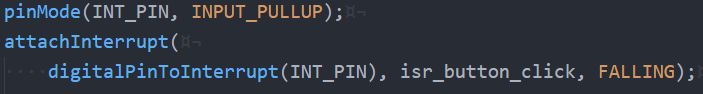 pinMode(INT_PIN, INPUT_PULLUP);¤¬
attachInterrupt(¤¬
····digitalPinToInterrupt(INT_PIN), isr_button_click, FALLING);¤